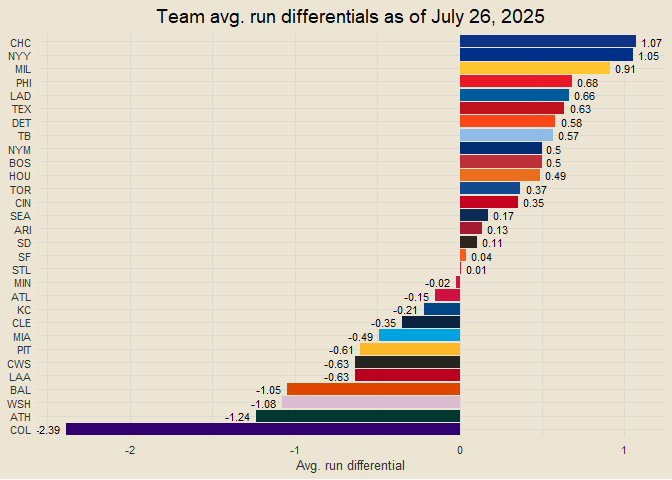 Team avg. run differentials as of July 26, 2025
CHC 1.07
NYY 1.05
MIL 0.91
PHI 0.68
LAD 0.66
TEX 0.63
DET 0.58
TB 0.57
NYM 0.5
BOS 0.5
HOU 0.49
TOR 0.37
CIN 0.35
SEA 0.17
ARI 0.13
SD 0.11
SF 0.04
STL 0.01
MIN -0.02
ATL -0.15
KC -0.21
CLE -0.35
MIA -0.49
PIT -0.61
CWS -0.63
LAA -0.63
BAL -1.05
WSH -1.08
ATH -1.24
COL -2.39
-2 -1 0 1
Avg. run differential